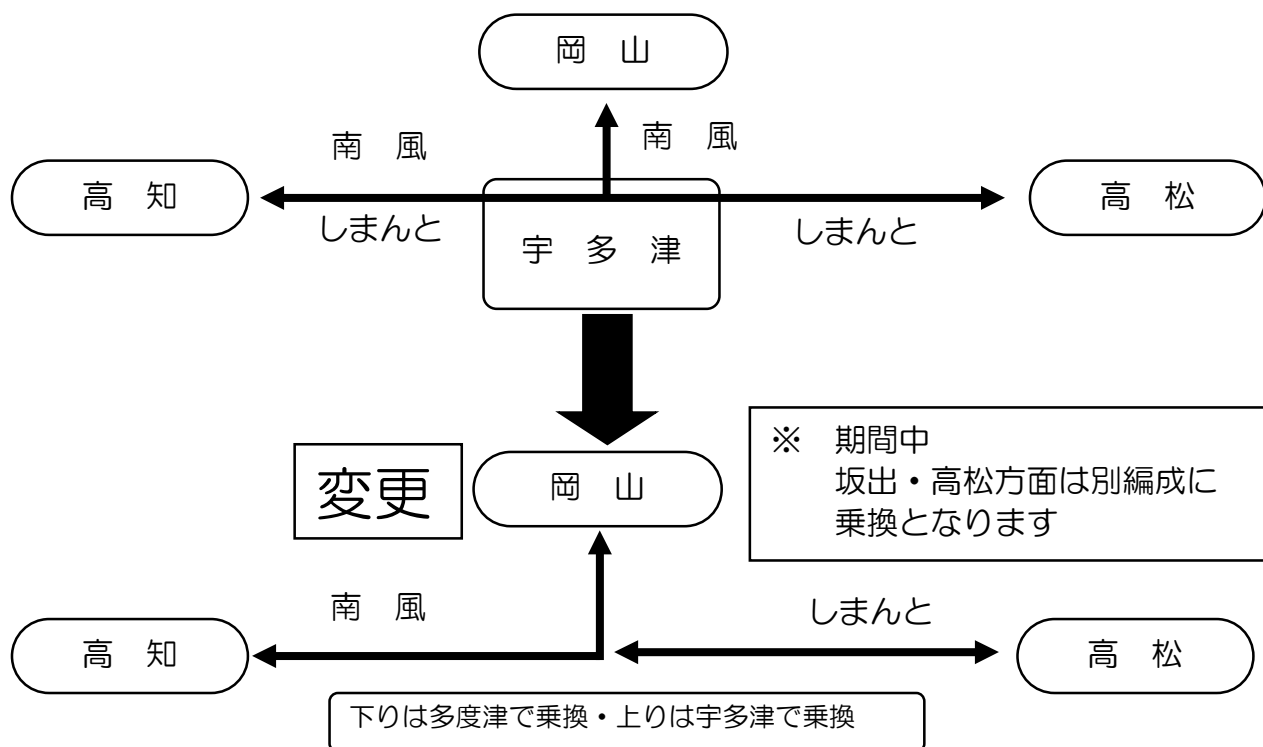 岡　山
南　風
南　風
高　知
高　松
しまんと
しまんと
宇　多　津
※　期間中
坂出・高松方面は別編成に
乗換となります
変更
岡　山
南　風
しまんと
高　知
高　松
下りは多度津で乗換・上りは宇多津で乗換